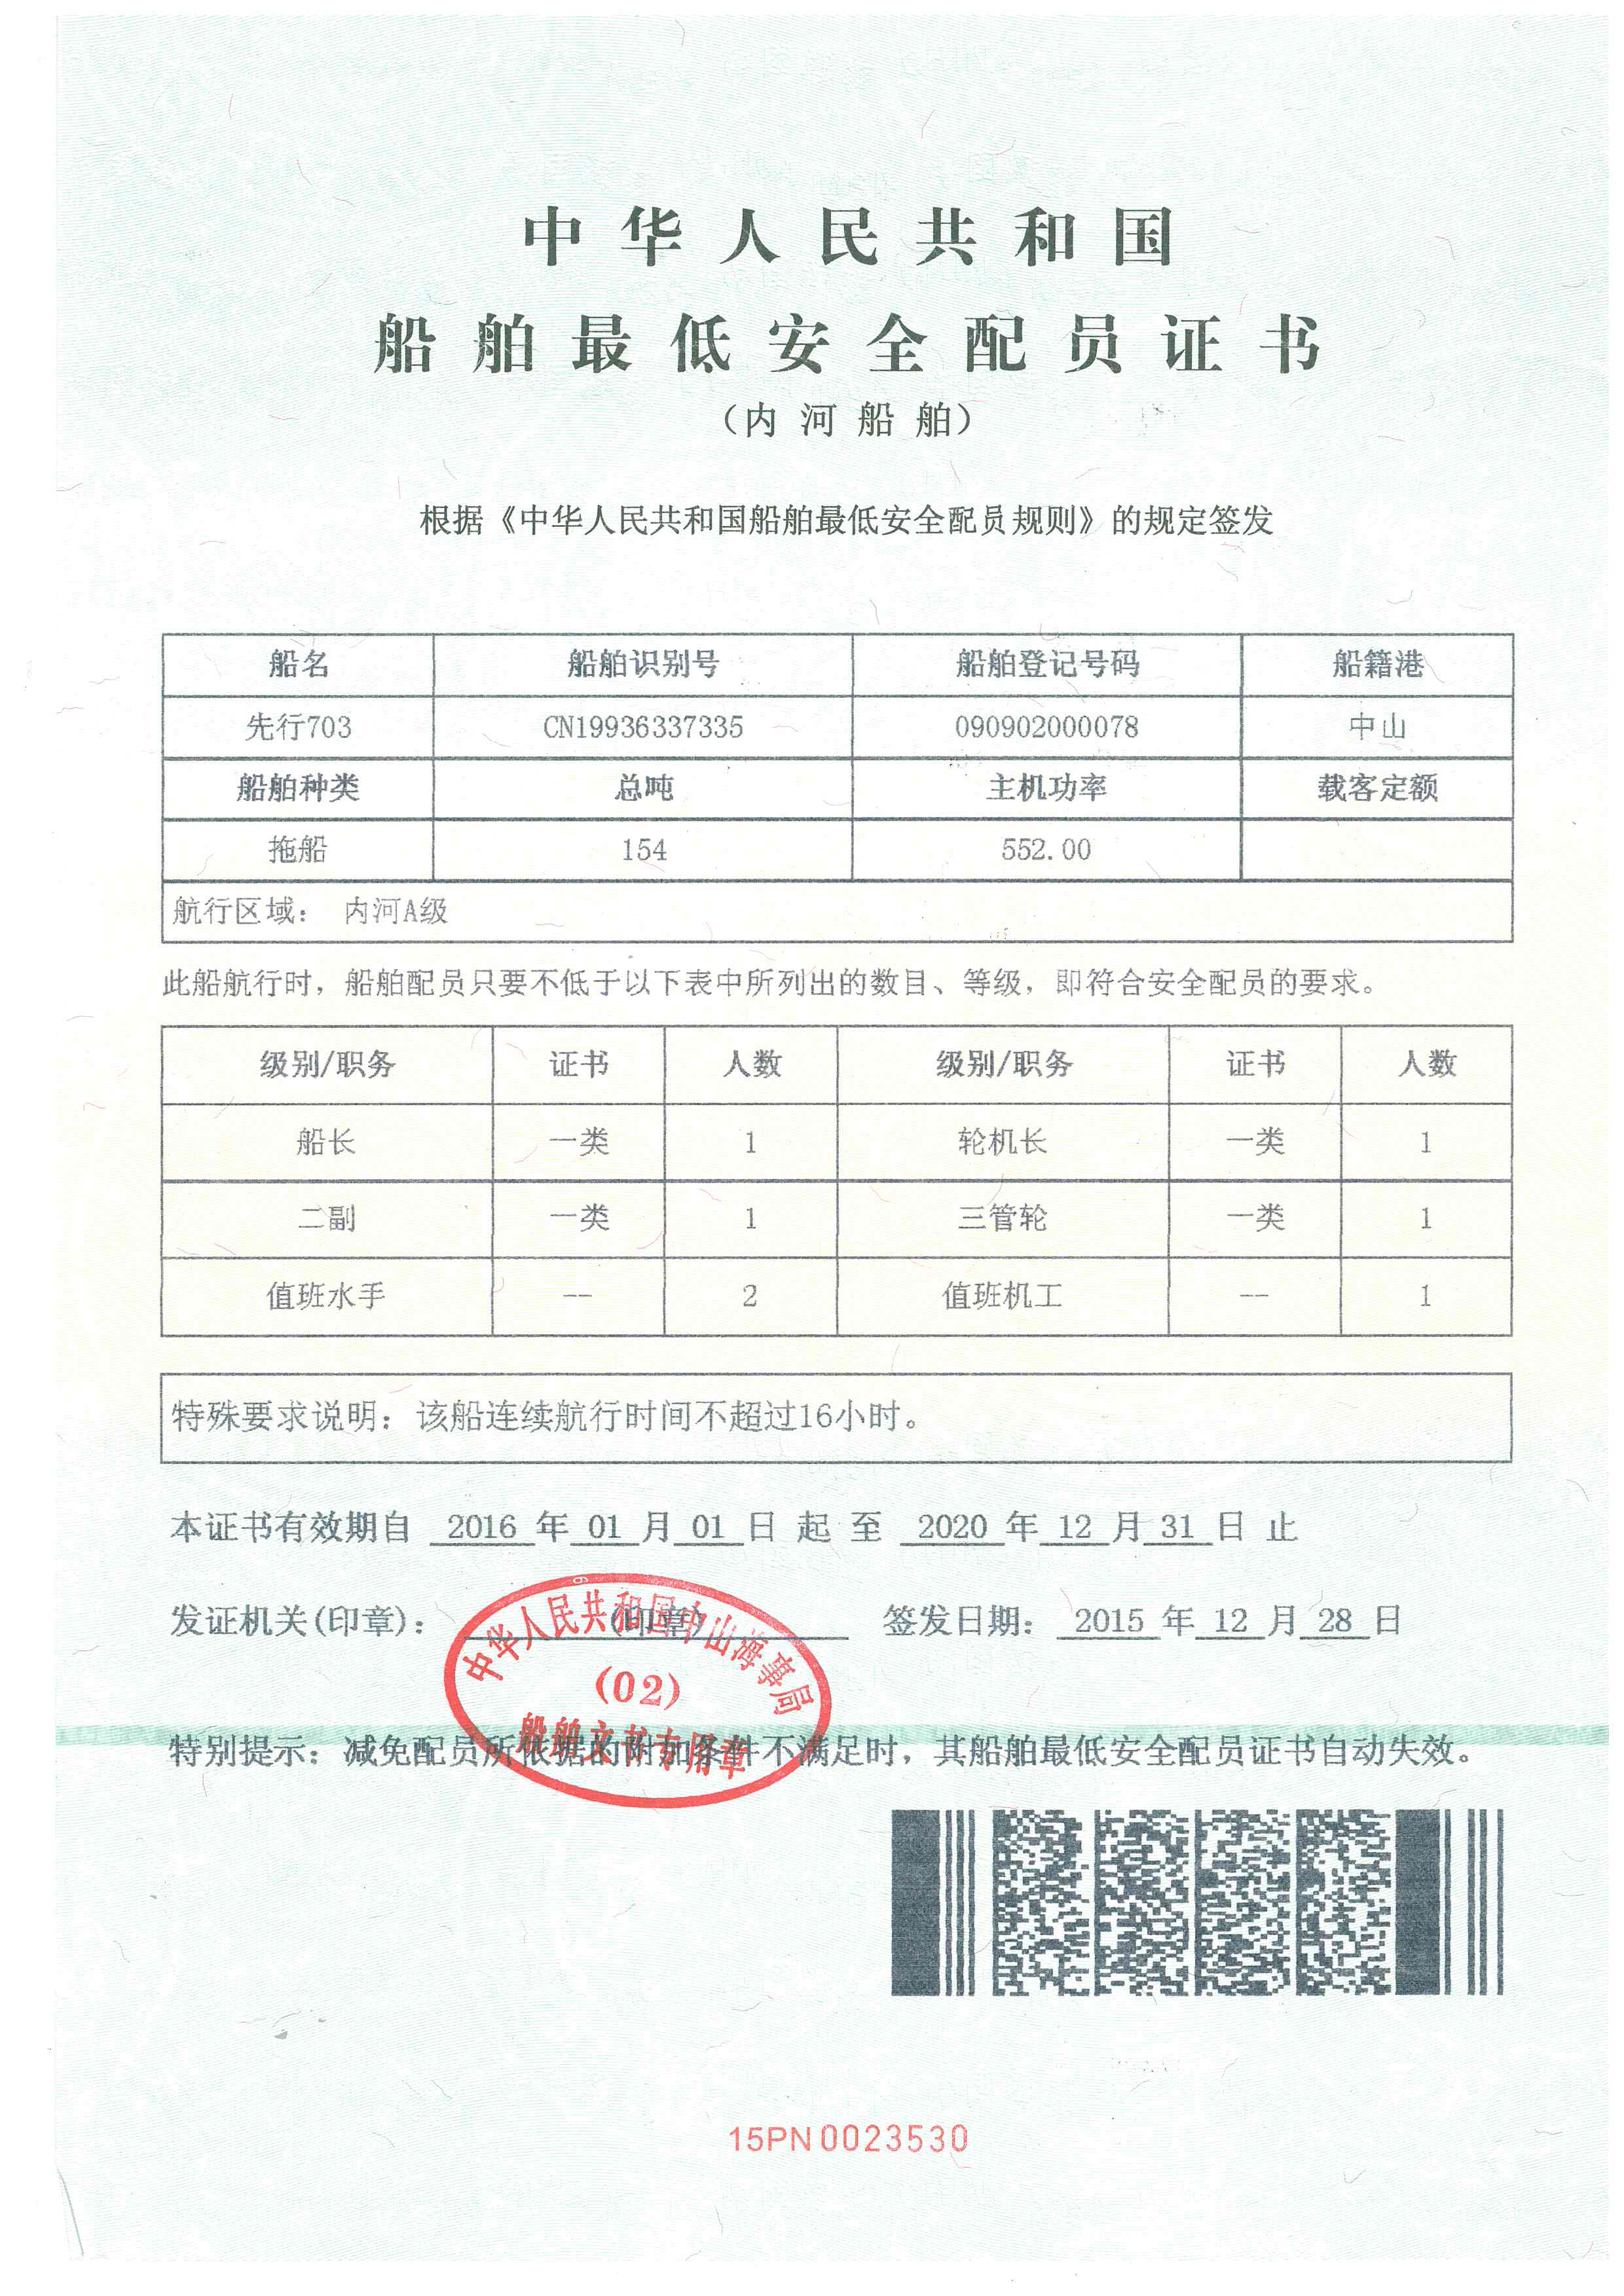 中华人民共和国
船舶最低安全配员证书
（内河船舶）
根据《中华人民共和国船舶最低安全配员规则》的规定签发
船名 船舶识别号 船舶登记号码 船籍港
先行703 CN19936337335 090902000078 中山
船舶种类 总吨 主机功率 载客定额
拖船 154 552.00
航行区域： 内河A级
此船航行时，船舶配员只要不低于以下表中所列出的数目、等级，即符合安全配员的要求。
级别/职务 证书 人数 级别/职务 证书 人数
船长 一类 1 轮机长 一类 1
二副 一类 1 三管轮 一类 1
值班水手 -- 2 值班机工 -- 1
特殊要求说明：该船连续航行时间不超过16小时。
本证书有效期自 2016 年 01 月 01 日 起 至 2020 年 12 月 31 日 止
发证机关(印章)： (印章) 签发日期： 2015 年 12 月 28 日
中华人民共和国中山海事局
(02)
船舶文书专用章
特别提示：减免配员所依据的附加条件不满足时，其船舶最低安全配员证书自动失效。
15PN0023530